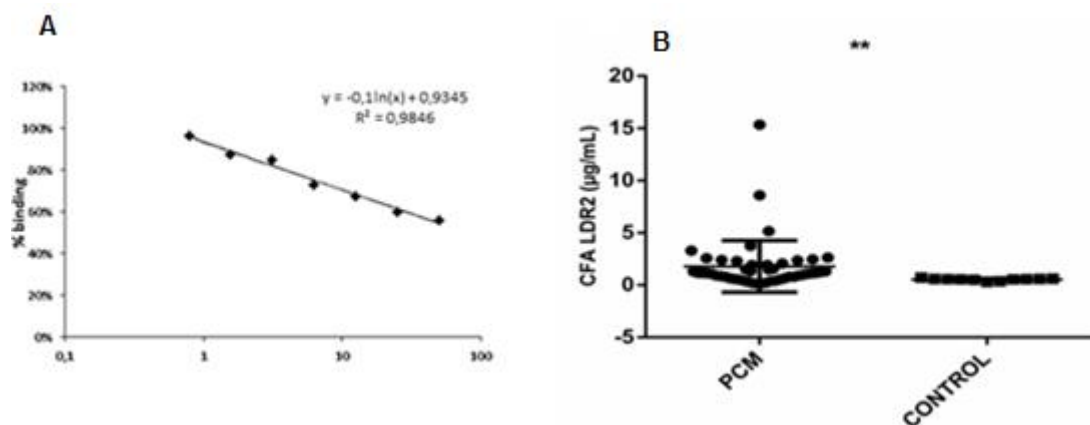 A
y = -0,1ln(x) + 0,9345
R² = 0,9846
120%
100%
80%
60%
40%
20%
0%
% binding
0,1
1
10
100
B
**
20
15
10
5
0
-5
CFA LDR2 (µg/mL)
PCM
CONTROL